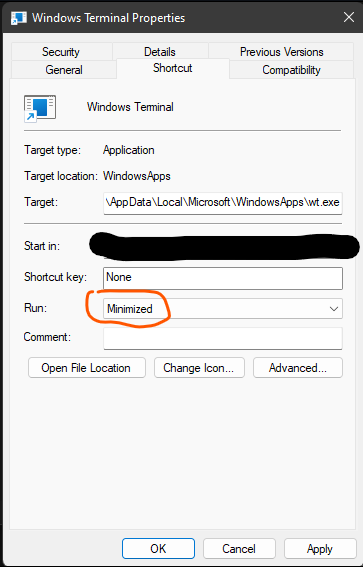 Windows Terminal Properties
Security Details Previous Versions
General Shortcut Compatibility
Windows Terminal
Target type: Application
Target location: WindowsApps
Target: \AppData\Local\Microsoft\WindowsApps\wt.exe
Start in:
Shortcut key: None
Run: Minimized
Comment:
Open File Location Change Icon... Advanced...
OK Cancel Apply